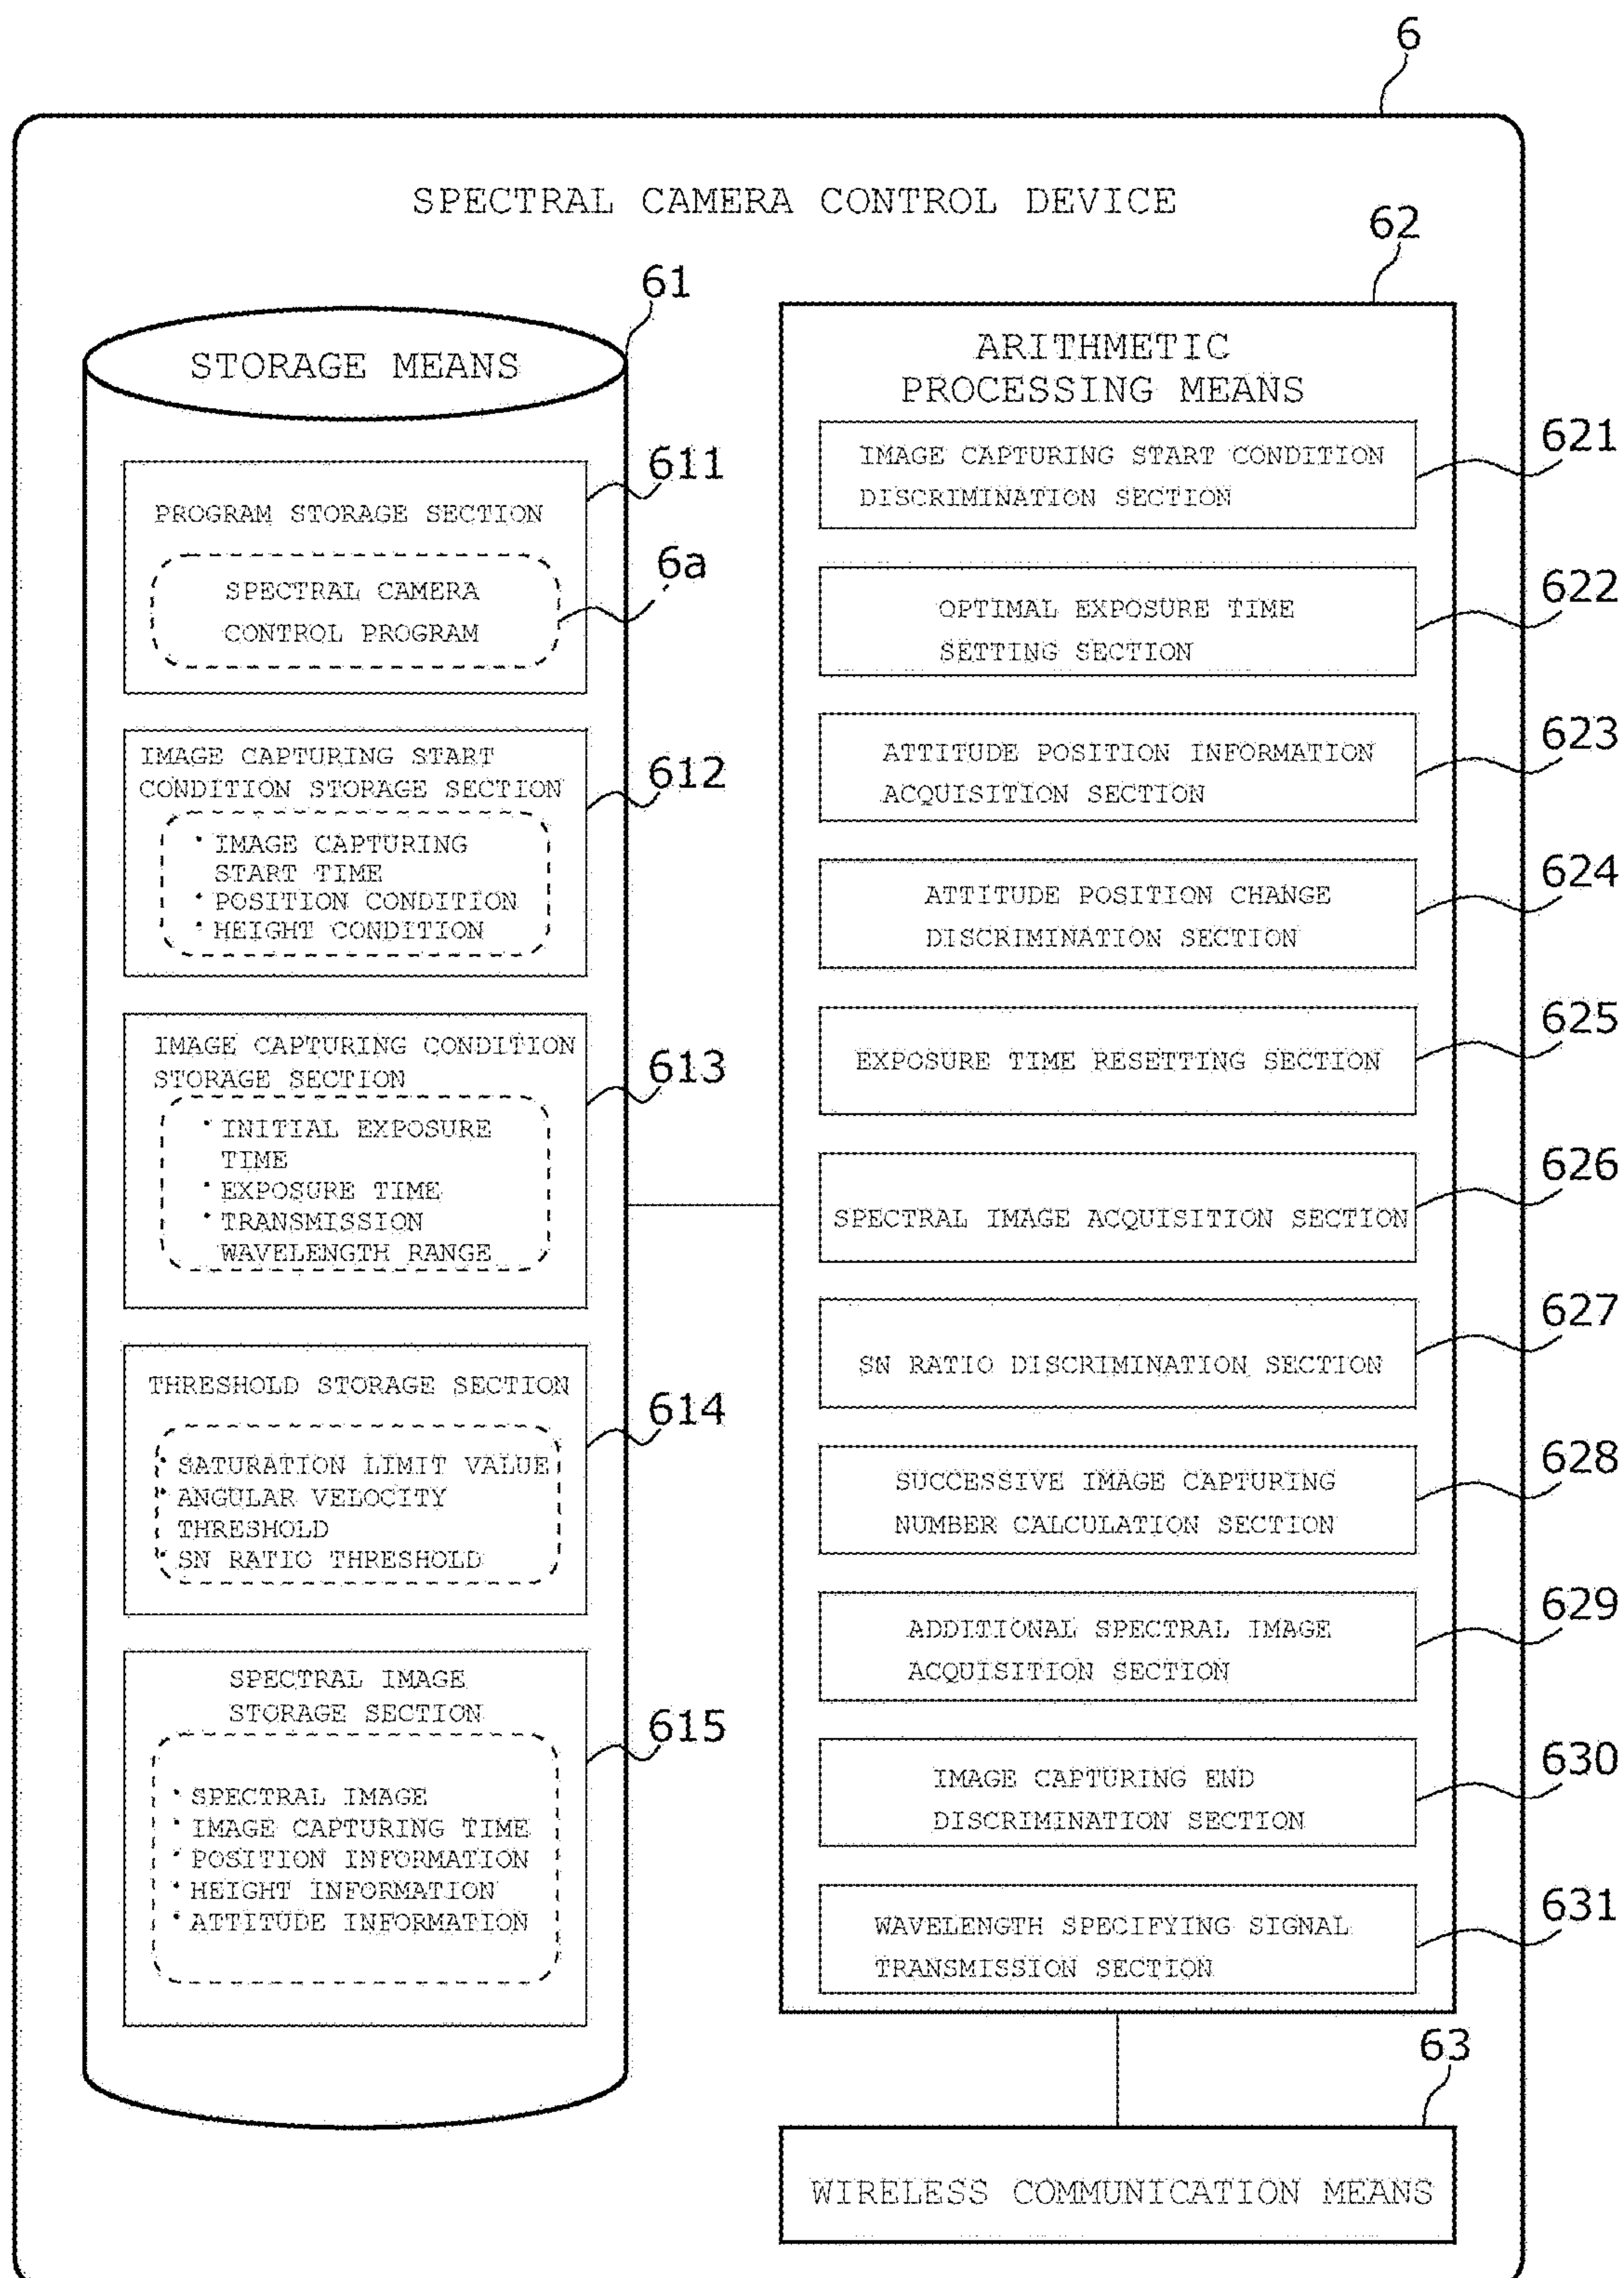 6
SPECTRAL CAMERA CONTROL DEVICE
61
STORAGE MEANS
611
PROGRAM STORAGE SECTION
6a
SPECTRAL CAMERA
CONTROL PROGRAM
612
IMAGE CAPTURING START
CONDITION STORAGE SECTION
・IMAGE CAPTURING
START TIME
・POSITION CONDITION
・HEIGHT CONDITION
613
IMAGE CAPTURING CONDITION
STORAGE SECTION
・INITIAL EXPOSURE
TIME
・EXPOSURE TIME
・TRANSMISSION
WAVELENGTH RANGE
614
THRESHOLD STORAGE SECTION
・SATURATION LIMIT VALUE
・ANGULAR VELOCITY
THRESHOLD
・SN RATIO THRESHOLD
615
SPECTRAL IMAGE
STORAGE SECTION
・SPECTRAL IMAGE
・IMAGE CAPTURING TIME
・POSITION INFORMATION
・HEIGHT INFORMATION
・ATTITUDE INFORMATION
62
ARITHMETIC
PROCESSING MEANS
621
IMAGE CAPTURING START CONDITION
DISCRIMINATION SECTION
622
OPTIMAL EXPOSURE TIME
SETTING SECTION
623
ATTITUDE POSITION INFORMATION
ACQUISITION SECTION
624
ATTITUDE POSITION CHANGE
DISCRIMINATION SECTION
625
EXPOSURE TIME RESETTING SECTION
626
SPECTRAL IMAGE ACQUISITION SECTION
627
SN RATIO DISCRIMINATION SECTION
628
SUCCESSIVE IMAGE CAPTURING
NUMBER CALCULATION SECTION
629
ADDITIONAL SPECTRAL IMAGE
ACQUISITION SECTION
630
IMAGE CAPTURING END
DISCRIMINATION SECTION
631
WAVELENGTH SPECIFYING SIGNAL
TRANSMISSION SECTION
63
WIRELESS COMMUNICATION MEANS